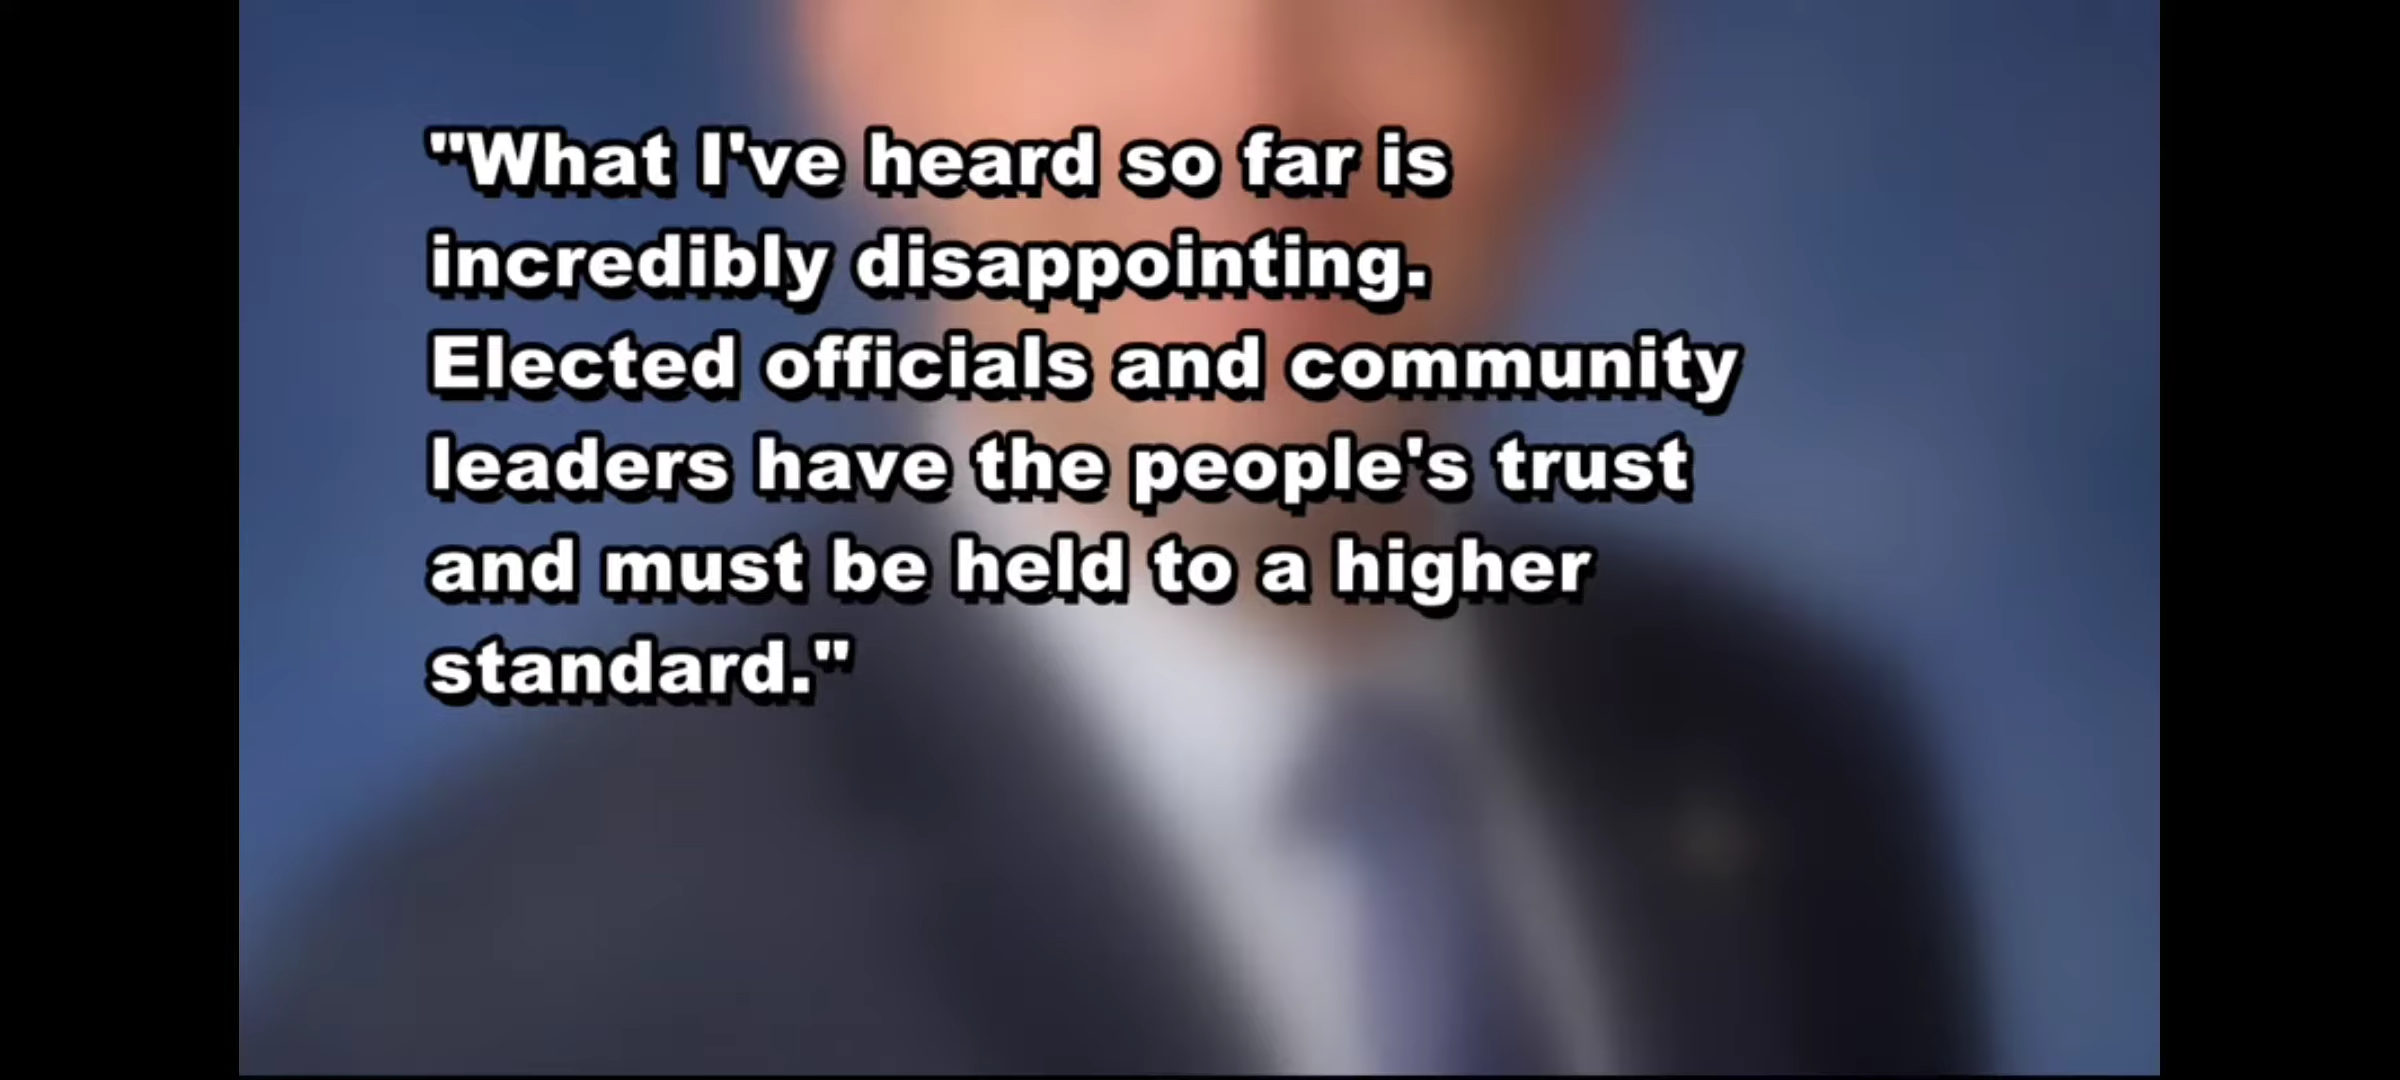 "What I've heard so far is
incredibly disappointing.
Elected officials and community
leaders have the people's trust
and must be held to a higher
standard."